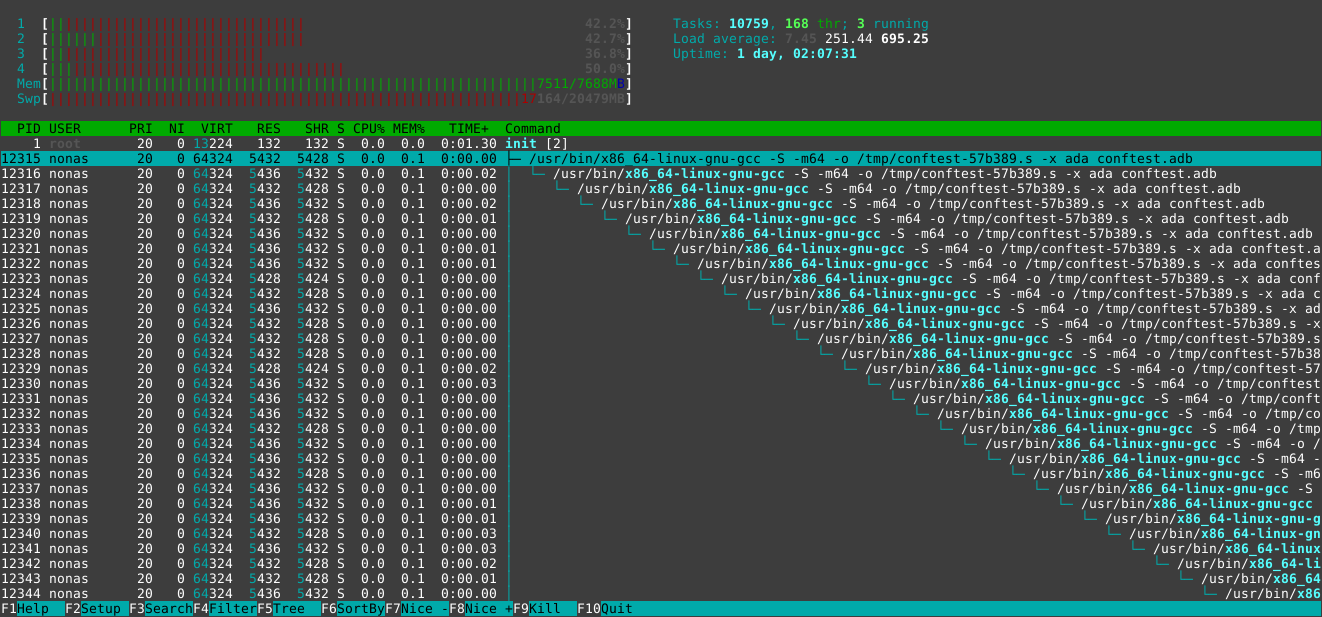 1 [ 42.2%] Tasks: 10759, 168 thr; 3 running
2 [ 42.7%] Load average: 7.45 251.44 695.25
3 [ 36.8%] Uptime: 1 day, 02:07:31
4 [ 50.0%]
Mem[ 7511/7688MB]
Swp[ 17164/20479MB]
PID USER PRI NI VIRT RES SHR S CPU% MEM% TIME+ Command
1 root 20 0 13224 132 132 S 0.0 0.0 0:01.30 init [2]
12315 nonas 20 0 64324 5432 5428 S 0.0 0.1 0:00.00 ├─ /usr/bin/x86_64-linux-gnu-gcc -S -m64 -o /tmp/conftest-57b389.s -x ada conftest.adb
12316 nonas 20 0 64324 5436 5432 S 0.0 0.1 0:00.02 │ └─ /usr/bin/x86_64-linux-gnu-gcc -S -m64 -o /tmp/conftest-57b389.s -x ada conftest.adb
12317 nonas 20 0 64324 5432 5428 S 0.0 0.1 0:00.00 │ └─ /usr/bin/x86_64-linux-gnu-gcc -S -m64 -o /tmp/conftest-57b389.s -x ada conftest.adb
12318 nonas 20 0 64324 5436 5432 S 0.0 0.1 0:00.02 │ └─ /usr/bin/x86_64-linux-gnu-gcc -S -m64 -o /tmp/conftest-57b389.s -x ada conftest.adb
12319 nonas 20 0 64324 5432 5428 S 0.0 0.1 0:00.01 │ └─ /usr/bin/x86_64-linux-gnu-gcc -S -m64 -o /tmp/conftest-57b389.s -x ada conftest.adb
12320 nonas 20 0 64324 5436 5432 S 0.0 0.1 0:00.00 │ └─ /usr/bin/x86_64-linux-gnu-gcc -S -m64 -o /tmp/conftest-57b389.s -x ada conftest.adb
12321 nonas 20 0 64324 5436 5432 S 0.0 0.1 0:00.01 │ └─ /usr/bin/x86_64-linux-gnu-gcc -S -m64 -o /tmp/conftest-57b389.s -x ada conftest.a
12322 nonas 20 0 64324 5436 5432 S 0.0 0.1 0:00.01 │ └─ /usr/bin/x86_64-linux-gnu-gcc -S -m64 -o /tmp/conftest-57b389.s -x ada conftes
12323 nonas 20 0 64324 5428 5424 S 0.0 0.1 0:00.00 │ └─ /usr/bin/x86_64-linux-gnu-gcc -S -m64 -o /tmp/conftest-57b389.s -x ada conf
12324 nonas 20 0 64324 5432 5428 S 0.0 0.1 0:00.00 │ └─ /usr/bin/x86_64-linux-gnu-gcc -S -m64 -o /tmp/conftest-57b389.s -x ada c
12325 nonas 20 0 64324 5436 5432 S 0.0 0.1 0:00.00 │ └─ /usr/bin/x86_64-linux-gnu-gcc -S -m64 -o /tmp/conftest-57b389.s -x ad
12326 nonas 20 0 64324 5432 5428 S 0.0 0.1 0:00.00 │ └─ /usr/bin/x86_64-linux-gnu-gcc -S -m64 -o /tmp/conftest-57b389.s -x
12327 nonas 20 0 64324 5432 5428 S 0.0 0.1 0:00.00 │ └─ /usr/bin/x86_64-linux-gnu-gcc -S -m64 -o /tmp/conftest-57b389.s
12328 nonas 20 0 64324 5432 5428 S 0.0 0.1 0:00.00 │ └─ /usr/bin/x86_64-linux-gnu-gcc -S -m64 -o /tmp/conftest-57b38
12329 nonas 20 0 64324 5428 5424 S 0.0 0.1 0:00.02 │ └─ /usr/bin/x86_64-linux-gnu-gcc -S -m64 -o /tmp/conftest-57
12330 nonas 20 0 64324 5436 5432 S 0.0 0.1 0:00.03 │ └─ /usr/bin/x86_64-linux-gnu-gcc -S -m64 -o /tmp/conftest
12331 nonas 20 0 64324 5436 5432 S 0.0 0.1 0:00.01 │ └─ /usr/bin/x86_64-linux-gnu-gcc -S -m64 -o /tmp/conft
12332 nonas 20 0 64324 5436 5432 S 0.0 0.1 0:00.00 │ └─ /usr/bin/x86_64-linux-gnu-gcc -S -m64 -o /tmp/co
12333 nonas 20 0 64324 5432 5428 S 0.0 0.1 0:00.00 │ └─ /usr/bin/x86_64-linux-gnu-gcc -S -m64 -o /tmp
12334 nonas 20 0 64324 5436 5432 S 0.0 0.1 0:00.00 │ └─ /usr/bin/x86_64-linux-gnu-gcc -S -m64 -o /
12335 nonas 20 0 64324 5436 5432 S 0.0 0.1 0:00.00 │ └─ /usr/bin/x86_64-linux-gnu-gcc -S -m64 -
12336 nonas 20 0 64324 5432 5428 S 0.0 0.1 0:00.00 │ └─ /usr/bin/x86_64-linux-gnu-gcc -S -m6
12337 nonas 20 0 64324 5436 5432 S 0.0 0.1 0:00.00 │ └─ /usr/bin/x86_64-linux-gnu-gcc -S
12338 nonas 20 0 64324 5436 5432 S 0.0 0.1 0:00.01 │ └─ /usr/bin/x86_64-linux-gnu-gcc
12339 nonas 20 0 64324 5436 5432 S 0.0 0.1 0:00.01 │ └─ /usr/bin/x86_64-linux-gnu-g
12340 nonas 20 0 64324 5432 5428 S 0.0 0.1 0:00.03 │ └─ /usr/bin/x86_64-linux-gn
12341 nonas 20 0 64324 5436 5432 S 0.0 0.1 0:00.03 │ └─ /usr/bin/x86_64-linux
12342 nonas 20 0 64324 5432 5428 S 0.0 0.1 0:00.00 │ └─ /usr/bin/x86_64-li
12343 nonas 20 0 64324 5432 5428 S 0.0 0.1 0:00.01 │ └─ /usr/bin/x86_64
12344 nonas 20 0 64324 5436 5432 S 0.0 0.1 0:00.00 │ └─ /usr/bin/x86
F1Help F2Setup F3SearchF4FilterF5Tree F6SortByF7Nice -F8Nice +F9Kill F10Quit